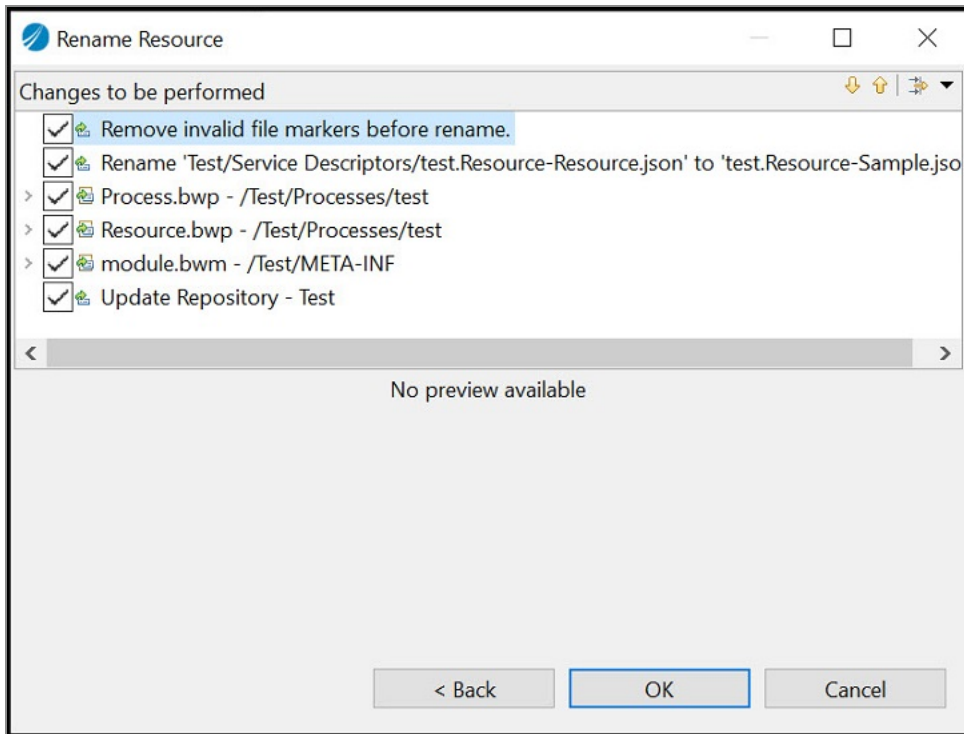 Rename Resource
Changes to be performed
Remove invalid file markers before rename.
Rename 'Test/Service Descriptors/test.Resource-Resource.json' to 'test.Resource-Sample.jso
Process.bwp - /Test/Processes/test
Resource.bwp - /Test/Processes/test
module.bwm - /Test/META-INF
Update Repository - Test
No preview available
< Back OK Cancel